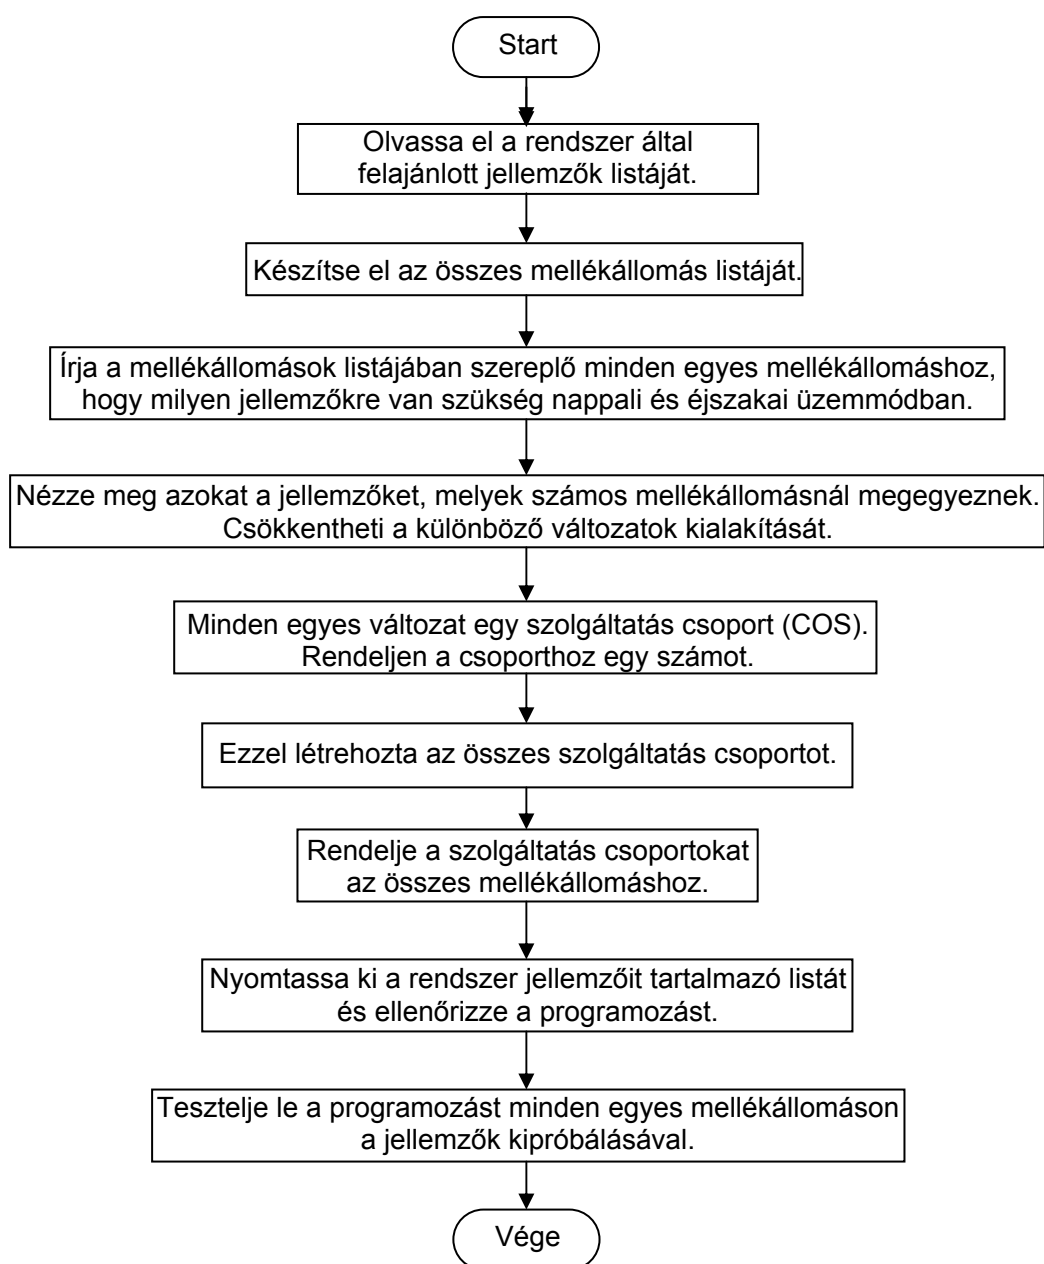 Start
Olvassa el a rendszer által
felajánlott jellemzők listáját.
Készítse el az összes mellékállomás listáját.
Írja a mellékállomások listájában szereplő minden egyes mellékállomáshoz,
hogy milyen jellemzőkre van szükség nappali és éjszakai üzemmódban.
Nézze meg azokat a jellemzőket, melyek számos mellékállomásnál megegyeznek.
Csökkentheti a különböző változatok kialakítását.
Minden egyes változat egy szolgáltatás csoport (COS).
Rendeljen a csoporthoz egy számot.
Ezzel létrehozta az összes szolgáltatás csoportot.
Rendelje a szolgáltatás csoportokat
az összes mellékállomáshoz.
Nyomtassa ki a rendszer jellemzőit tartalmazó listát
és ellenőrizze a programozást.
Tesztelje le a programozást minden egyes mellékállomáson
a jellemzők kipróbálásával.
Vége